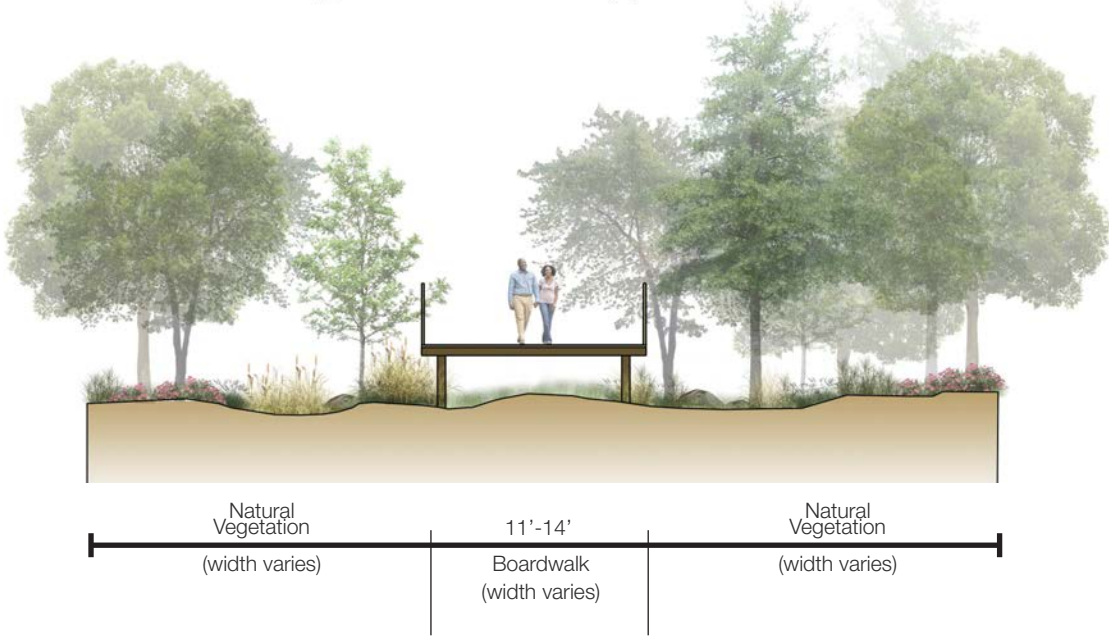 Natural
Vegetation
(width varies)
11’-14’
Boardwalk
(width varies)
Natural
Vegetation
(width varies)